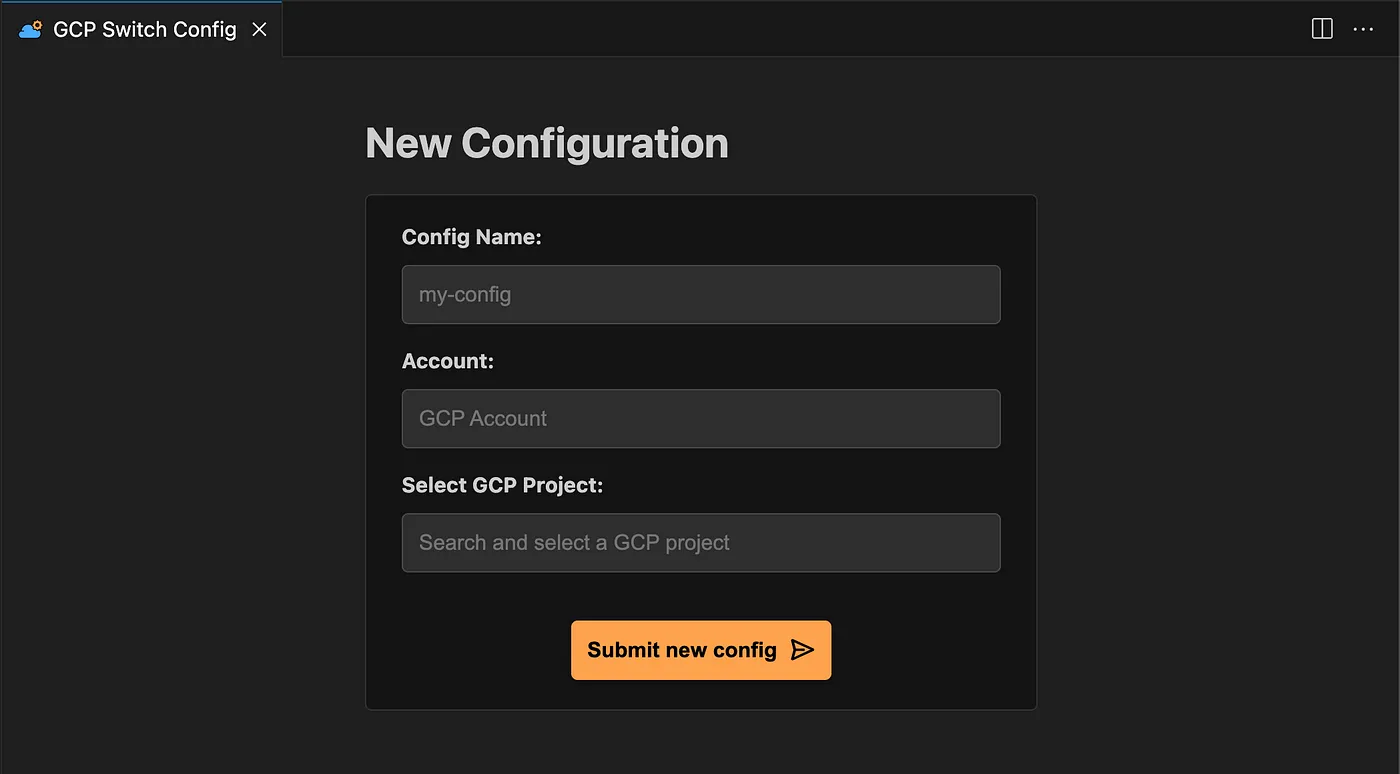 GCP Switch Config
New Configuration
Config Name:
my-config
Account:
GCP Account
Select GCP Project:
Search and select a GCP project
Submit new config